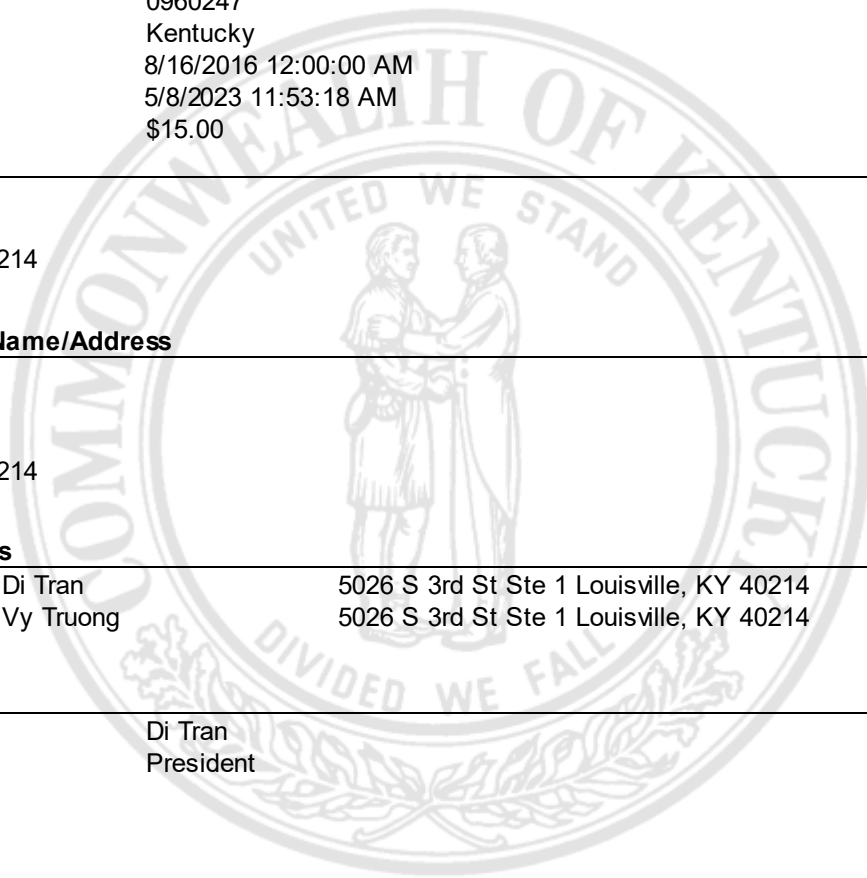 0960247
Kentucky
8/16/2016 12:00:00 AM
5/8/2023 11:53:18 AM
$15.00
214
Name/Address
214
s
Di Tran 5026 S 3rd St Ste 1 Louisville, KY 40214
Vy Truong 5026 S 3rd St Ste 1 Louisville, KY 40214
Di Tran
President
COMMONWEALTH OF KENTUCKY
UNITED WE STAND
DIVIDED WE FALL